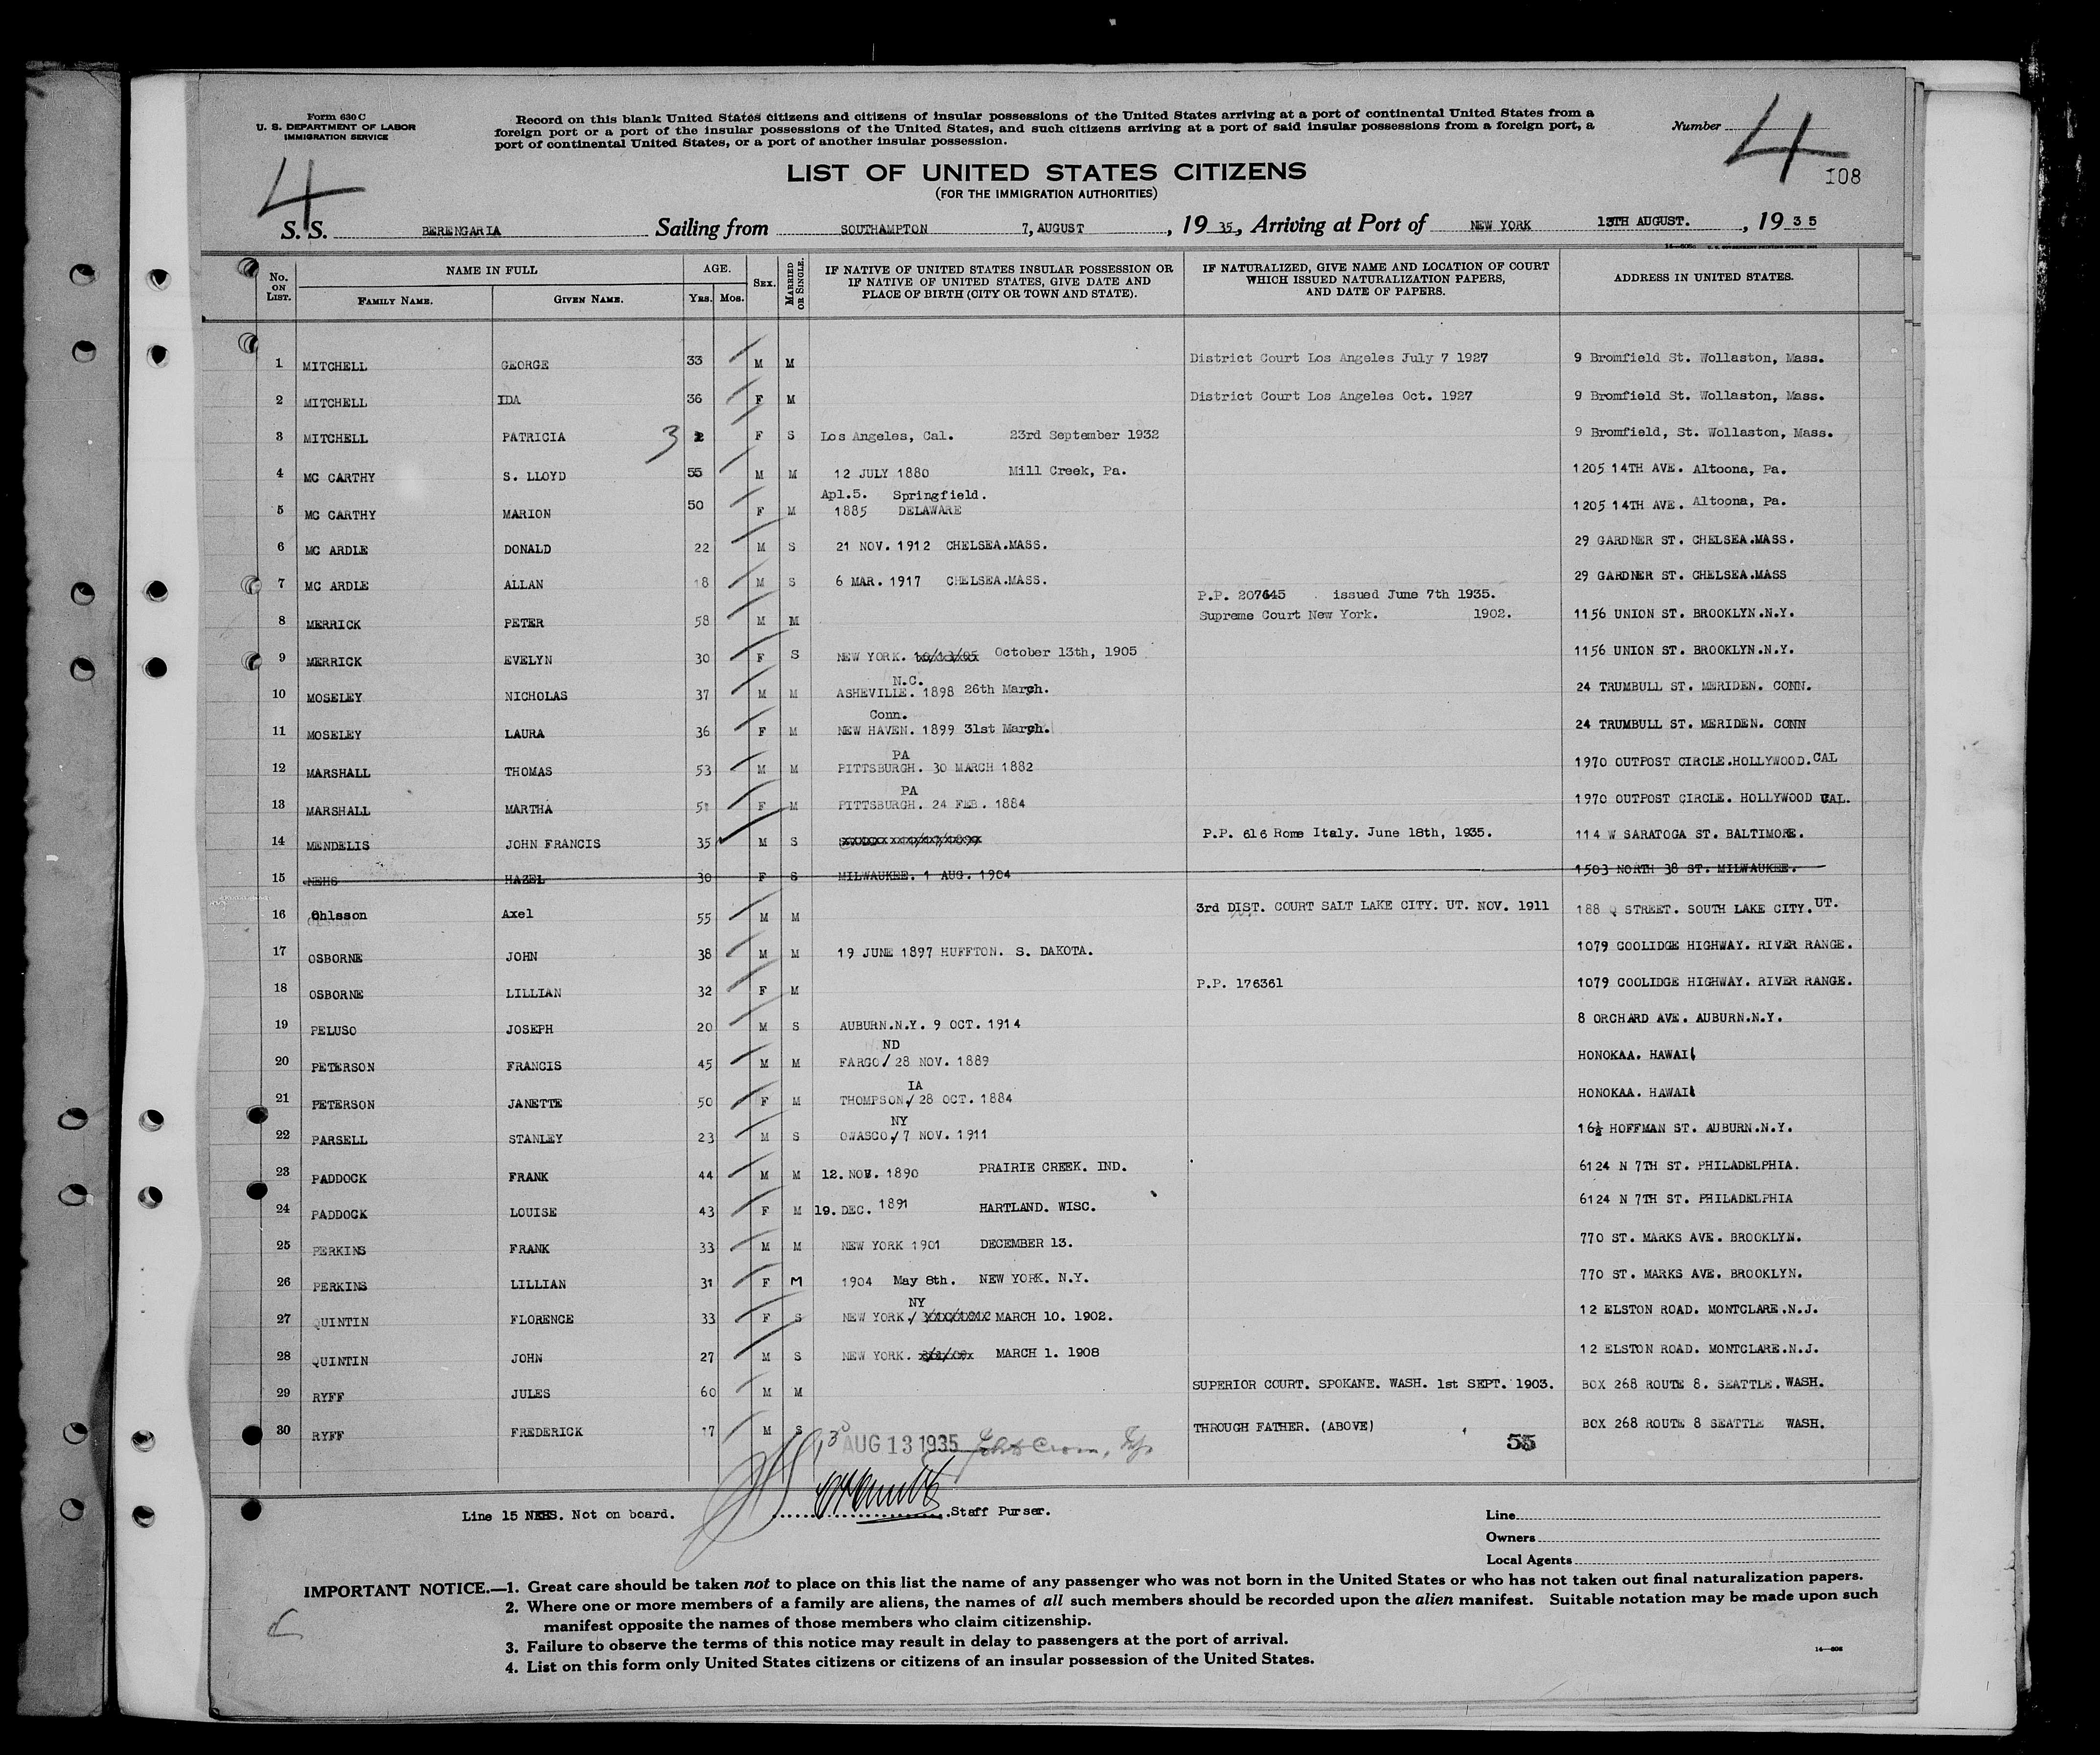 Form 630 C
U. S. DEPARTMENT OF LABOR
IMMIGRATION SERVICE
Record on this blank United States citizens and citizens of insular possessions of the United States arriving at a port of continental United States from a
foreign port or a port of the insular possessions of the United States, and such citizens arriving at a port of said insular possessions from a foreign port, a
port of continental United States, or a port of another insular possession.
Number 4
108
4
LIST OF UNITED STATES CITIZENS
(FOR THE IMMIGRATION AUTHORITIES)
S. S. BERENGARIA Sailing from SOUTHAMPTON 7, AUGUST , 19 35, Arriving at Port of NEW YORK 13TH AUGUST. , 19 3 5
No. ON LIST. NAME IN FULL FAMILY NAME. GIVEN NAME. AGE. YRS. MOS. SEX. MARRIED OR SINGLE. IF NATIVE OF UNITED STATES INSULAR POSSESSION OR IF NATIVE OF UNITED STATES, GIVE DATE AND PLACE OF BIRTH (CITY OR TOWN AND STATE). IF NATURALIZED, GIVE NAME AND LOCATION OF COURT WHICH ISSUED NATURALIZATION PAPERS, AND DATE OF PAPERS. ADDRESS IN UNITED STATES.
1 MITCHELL GEORGE 33 M M District Court Los Angeles July 7 1927 9 Bromfield St. Wollaston, Mass.
2 MITCHELL IDA 36 F M District Court Los Angeles Oct. 1927 9 Bromfield St. Wollaston, Mass.
3 MITCHELL PATRICIA 3 2 F S Los Angeles, Cal. 23rd September 1932 9 Bromfield, St. Wollaston, Mass.
4 MC CARTHY S. LLOYD 55 M M 12 JULY 1880 Mill Creek, Pa. 1205 14TH AVE. Altoona, Pa.
Apl.5. Springfield.
5 MC CARTHY MARION 50 F M 1885 DELAWARE 1205 14TH AVE. Altoona, Pa.
6 MC ARDLE DONALD 22 M S 21 NOV. 1912 CHELSEA.MASS. 29 GARDNER ST. CHELSEA.MASS.
7 MC ARDLE ALLAN 18 M S 6 MAR. 1917 CHELSEA.MASS. 29 GARDNER ST. CHELSEA.MASS
P.P. 207645 issued June 7th 1935.
8 MERRICK PETER 58 M M Supreme Court New York. 1902. 1156 UNION ST. BROOKLYN.N.Y.
9 MERRICK EVELYN 30 F S NEW YORK. 10/13/05 October 13th, 1905 1156 UNION ST. BROOKLYN.N.Y.
N.C.
10 MOSELEY NICHOLAS 37 M M ASHEVILLE. 1898 26th March. 24 TRUMBULL ST. MERIDEN. CONN.
Conn.
11 MOSELEY LAURA 36 F M NEW HAVEN. 1899 31st March. 24 TRUMBULL ST. MERIDEN. CONN
PA
12 MARSHALL THOMAS 53 M M PITTSBURGH. 30 MARCH 1882 1970 OUTPOST CIRCLE.HOLLYWOOD.CAL
PA
13 MARSHALL MARTHA 51 F M PITTSBURGH. 24 FEB. 1884 1970 OUTPOST CIRCLE. HOLLYWOOD CAL.
14 MENDELIS JOHN FRANCIS 35 M S P.P. 616 Rome Italy. June 18th, 1935. 114 W SARATOGA ST. BALTIMORE.
15 NEHS HAZEL 30 F S MILWAUKEE. 1 AUG. 1904 1503 NORTH 38 ST. MILWAUKEE.
16 Ohlsson Axel 55 M M 3rd DIST. COURT SALT LAKE CITY. UT. NOV. 1911 188 Q STREET. SOUTH LAKE CITY.UT.
17 OSBORNE JOHN 38 M M 19 JUNE 1897 HUFFTON. S. DAKOTA. 1079 COOLIDGE HIGHWAY. RIVER RANGE.
18 OSBORNE LILLIAN 32 F M P.P. 176361 1079 COOLIDGE HIGHWAY. RIVER RANGE.
19 PELUSO JOSEPH 20 M S AUBURN.N.Y. 9 OCT. 1914 8 ORCHARD AVE. AUBURN.N.Y.
ND
20 PETERSON FRANCIS 45 M M FARGO/ 28 NOV. 1889 HONOKAA. HAWAII
IA
21 PETERSON JANETTE 50 F M THOMPSON/ 28 OCT. 1884 HONOKAA. HAWAII
NY
22 PARSELL STANLEY 23 M S OWASCO/ 7 NOV. 1911 16½ HOFFMAN ST. AUBURN.N.Y.
23 PADDOCK FRANK 44 M M 12. NOV. 1890 PRAIRIE CREEK. IND. 6124 N 7TH ST. PHILADELPHIA.
24 PADDOCK LOUISE 43 F M 19. DEC. 1891 HARTLAND. WISC. 6124 N 7TH ST. PHILADELPHIA
25 PERKINS FRANK 33 M M NEW YORK 1901 DECEMBER 13. 770 ST. MARKS AVE. BROOKLYN.
26 PERKINS LILLIAN 31 F M 1904 May 8th. NEW YORK. N.Y. 770 ST. MARKS AVE. BROOKLYN.
NY
27 QUINTIN FLORENCE 33 F S NEW YORK./ MARCH 10. 1902. 12 ELSTON ROAD. MONTCLARE.N.J.
28 QUINTIN JOHN 27 M S NEW YORK. MARCH 1. 1908 12 ELSTON ROAD. MONTCLARE.N.J.
29 RYFF JULES 60 M M SUPERIOR COURT. SPOKANE. WASH. 1st SEPT. 1903. BOX 268 ROUTE 8. SEATTLE. WASH.
30 RYFF FREDERICK 17 M S THROUGH FATHER. (ABOVE) BOX 268 ROUTE 8 SEATTLE WASH.
AUG 13 1935
55
Line 15 NEHS. Not on board. Staff Purser.
Line
Owners
Local Agents
IMPORTANT NOTICE.—1. Great care should be taken not to place on this list the name of any passenger who was not born in the United States or who has not taken out final naturalization papers.
2. Where one or more members of a family are aliens, the names of all such members should be recorded upon the alien manifest. Suitable notation may be made upon such
manifest opposite the names of those members who claim citizenship.
3. Failure to observe the terms of this notice may result in delay to passengers at the port of arrival.
4. List on this form only United States citizens or citizens of an insular possession of the United States.